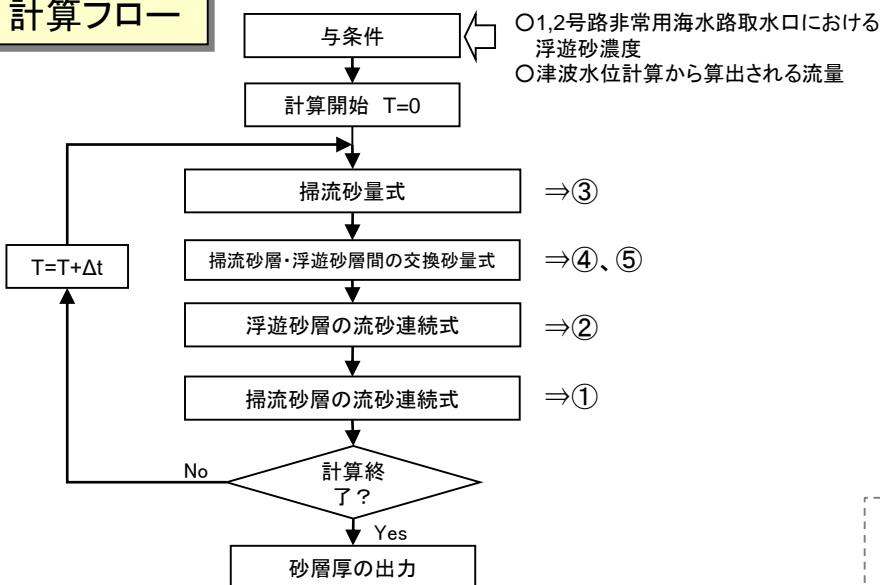 計算フロー
与条件
○1,2号路非常用海水路取水口における
浮遊砂濃度
○津波水位計算から算出される流量
計算開始 T=0
掃流砂量式
⇒③
T=T+Δt
掃流砂層・浮遊砂層間の交換砂量式
⇒④、⑤
浮遊砂層の流砂連続式
⇒②
掃流砂層の流砂連続式
⇒①
No
計算終
了？
Yes
砂層厚の出力